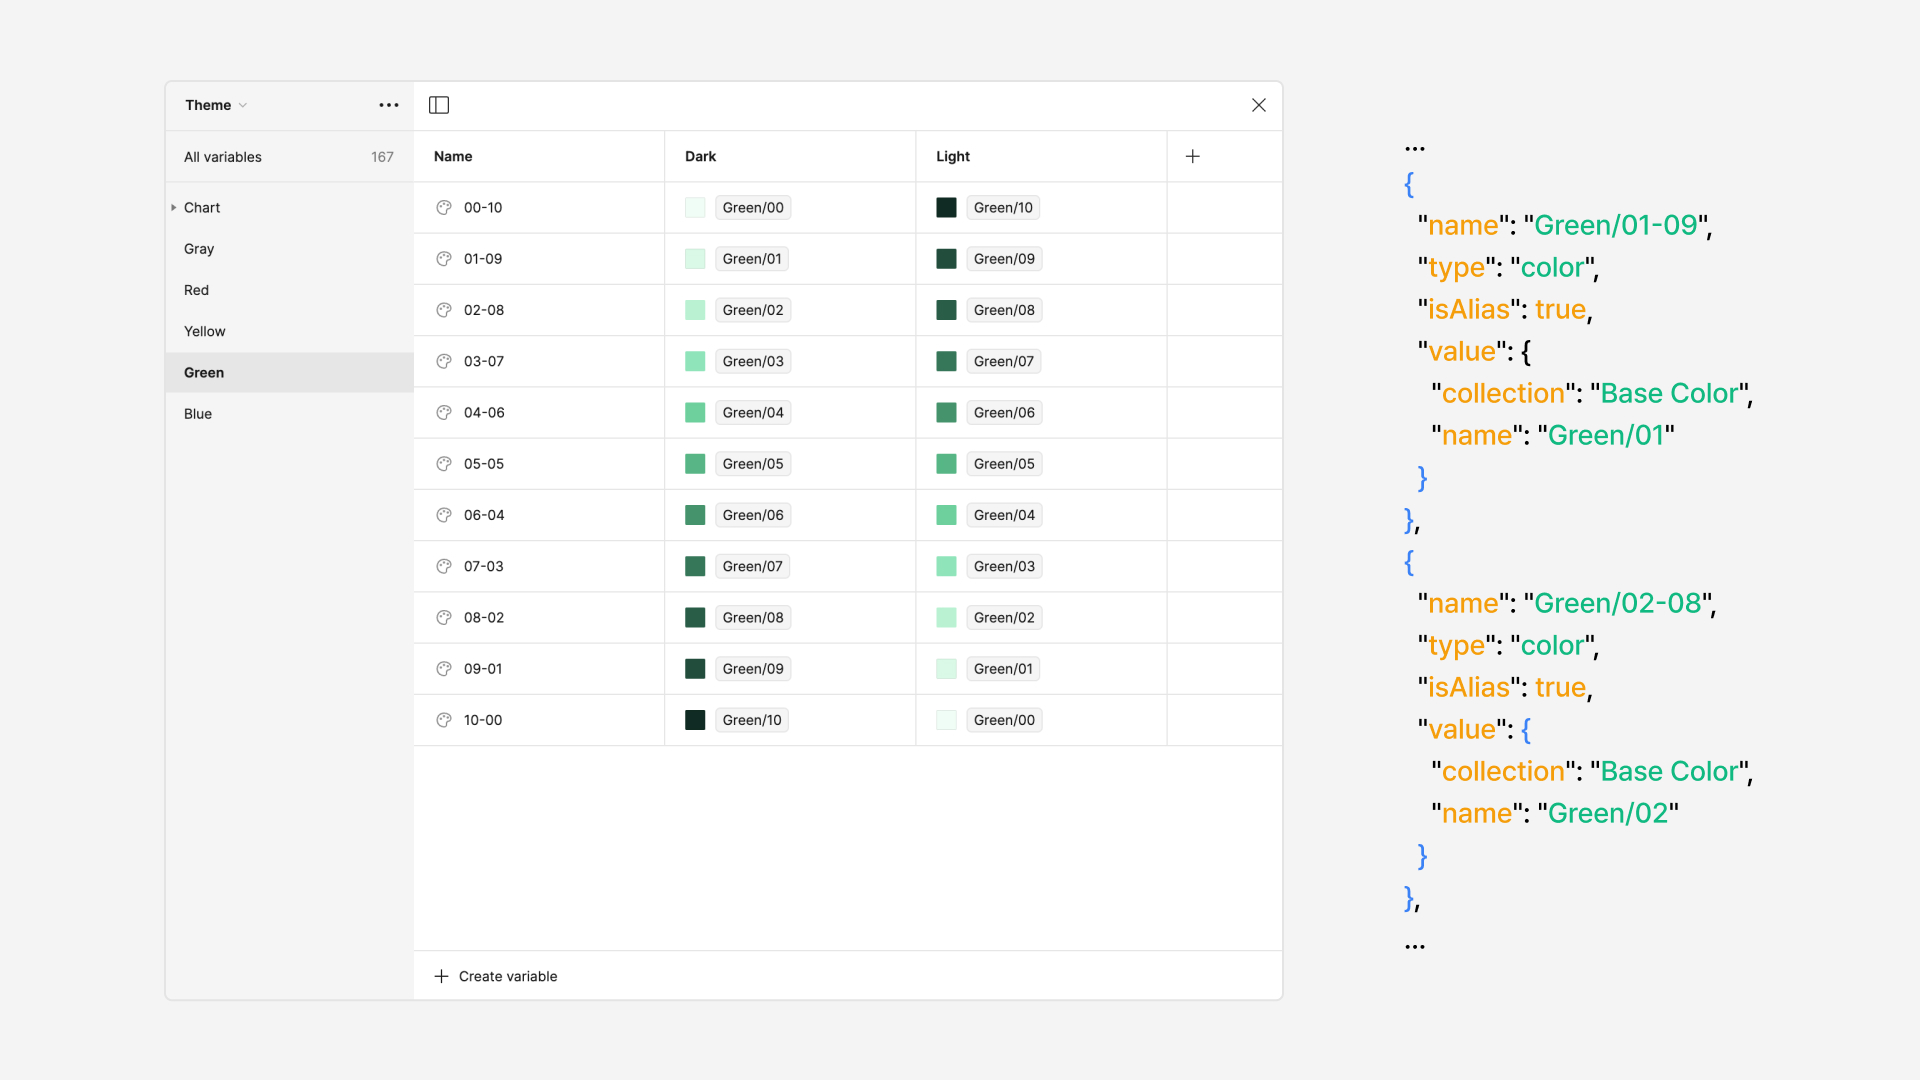 Theme
All variables 167
Chart
Gray
Red
Yellow
Green
Blue
Name Dark Light
00-10 Green/00 Green/10
01-09 Green/01 Green/09
02-08 Green/02 Green/08
03-07 Green/03 Green/07
04-06 Green/04 Green/06
05-05 Green/05 Green/05
06-04 Green/06 Green/04
07-03 Green/07 Green/03
08-02 Green/08 Green/02
09-01 Green/09 Green/01
10-00 Green/10 Green/00
Create variable
...
{
"name": "Green/01-09",
"type": "color",
"isAlias": true,
"value": {
"collection": "Base Color",
"name": "Green/01"
}
},
{
"name": "Green/02-08",
"type": "color",
"isAlias": true,
"value": {
"collection": "Base Color",
"name": "Green/02"
}
},
...